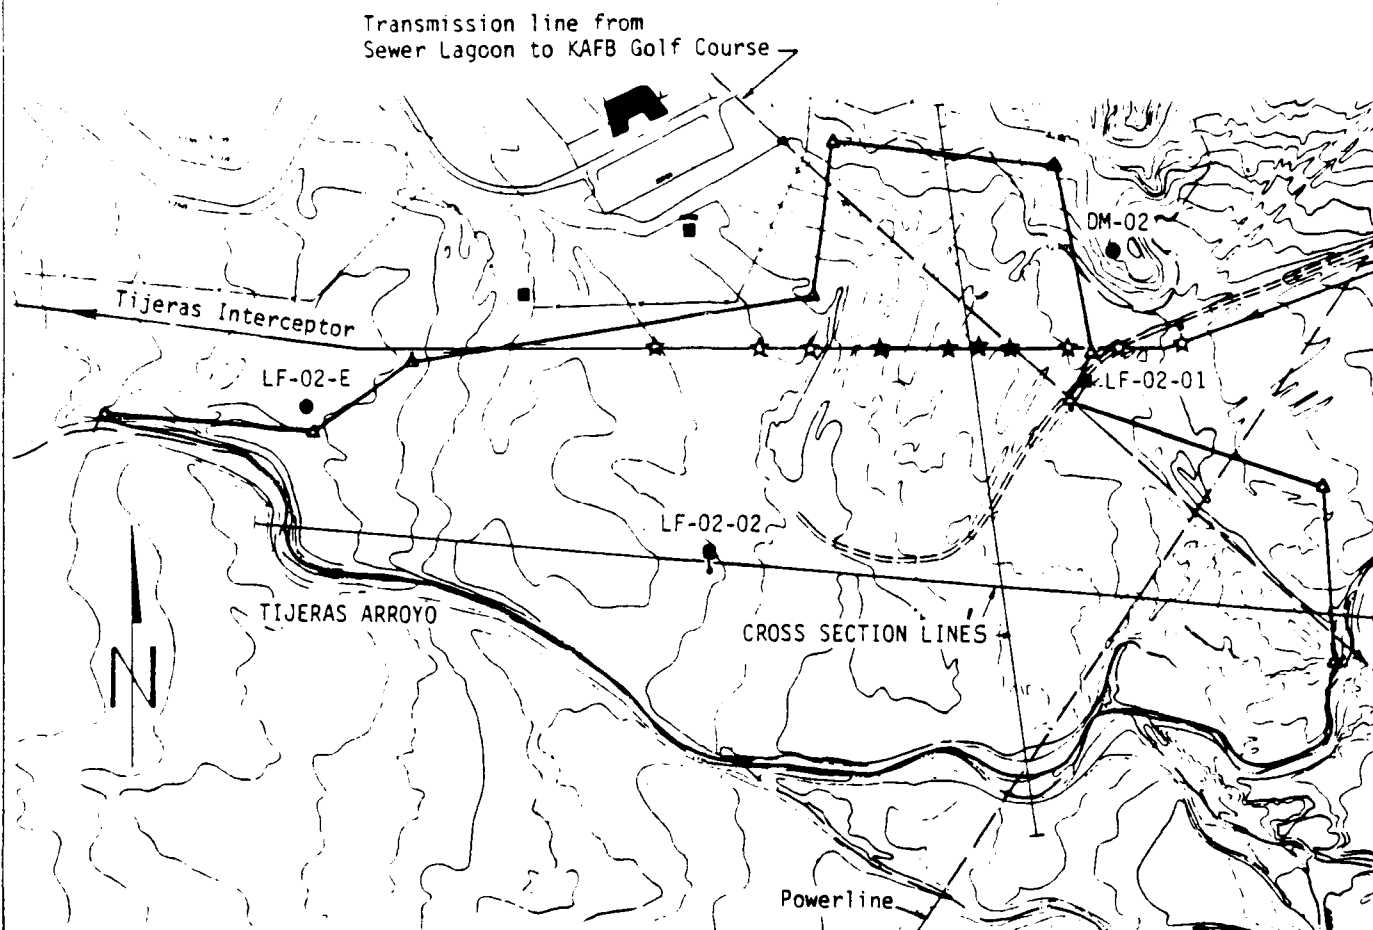 Transmission line from
Sewer Lagoon to KAFB Golf Course
DM-02
Tijeras Interceptor
LF-02-E
LF-02-01
LF-02-02
TIJERAS ARROYO
CROSS SECTION LINES
N
Powerline